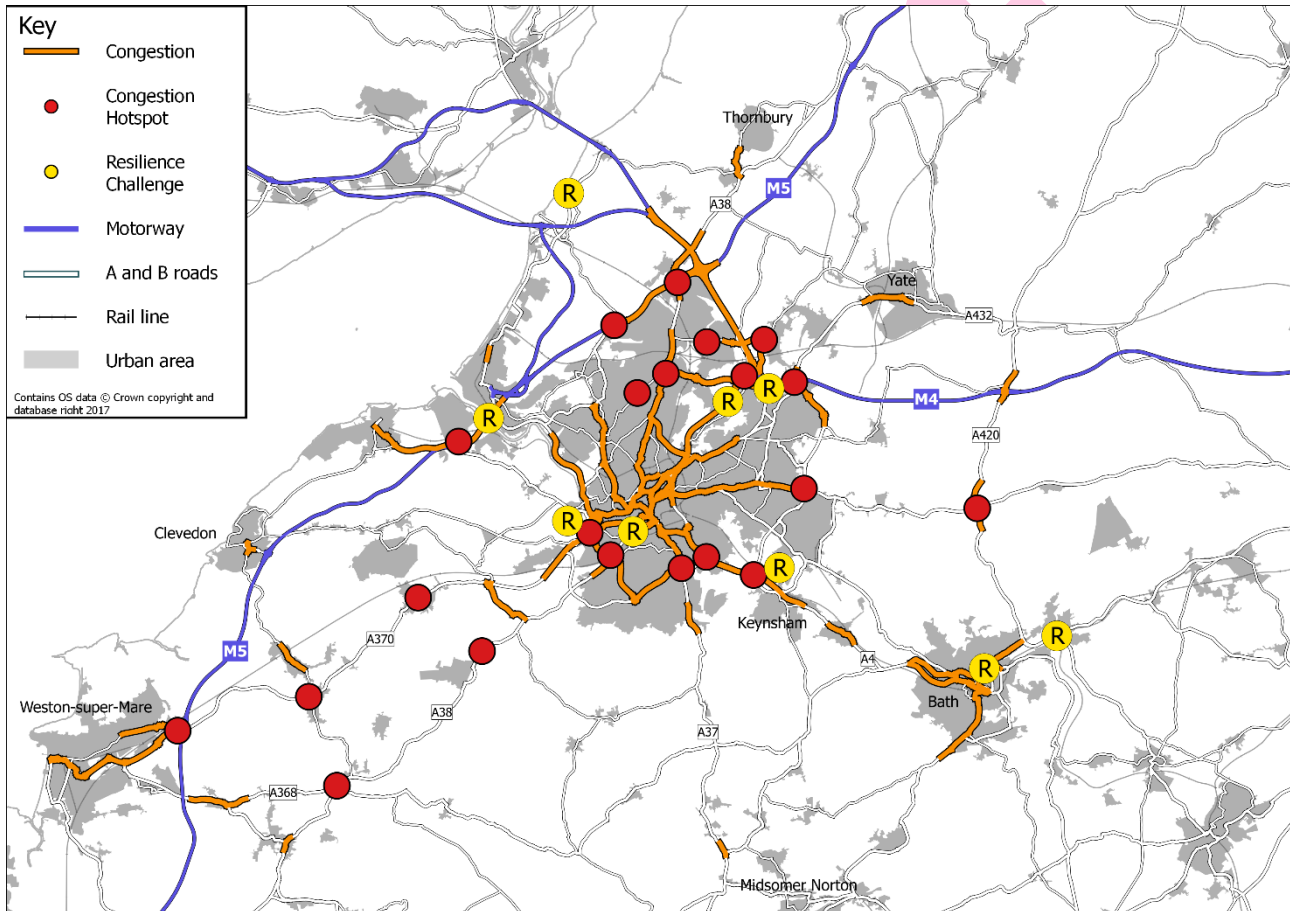 Key
Congestion
Congestion
Hotspot
Resilience
Challenge
Motorway
A and B roads
Rail line
Urban area
Contains OS data © Crown copyright and
database right 2017
Thornbury
M5
R
A38
Yate
A432
M4
R
R
R
A420
Clevedon
R
R
R
Keynsham
R
A370
M5
A4
R
Weston-super-Mare
Bath
A38
A37
A368
Midsomer Norton